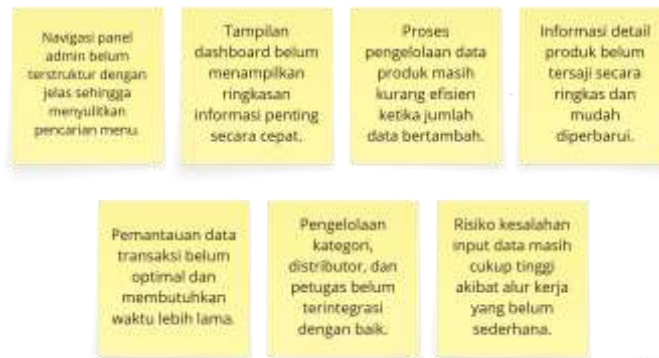 Navigasi panel
admin belum
terstruktur dengan
jelas sehingga
menyulitkan
pencarian menu.
Tampilan
dashboard belum
menampilkan
ringkasan
informasi penting
secara cepat.
Proses
pengelolaan data
produk masih
kurang efisien
ketika jumlah
data bertambah.
Informasi detail
produk belum
tersaji secara
ringkas dan
mudah
diperbarui.
Pemantauan data
transaksi belum
optimal dan
membutuhkan
waktu lebih lama.
Pengelolaan
kategori,
distributor, dan
petugas belum
terintegrasi
dengan baik.
Risiko kesalahan
input data masih
cukup tinggi
akibat alur kerja
yang belum
sederhana.